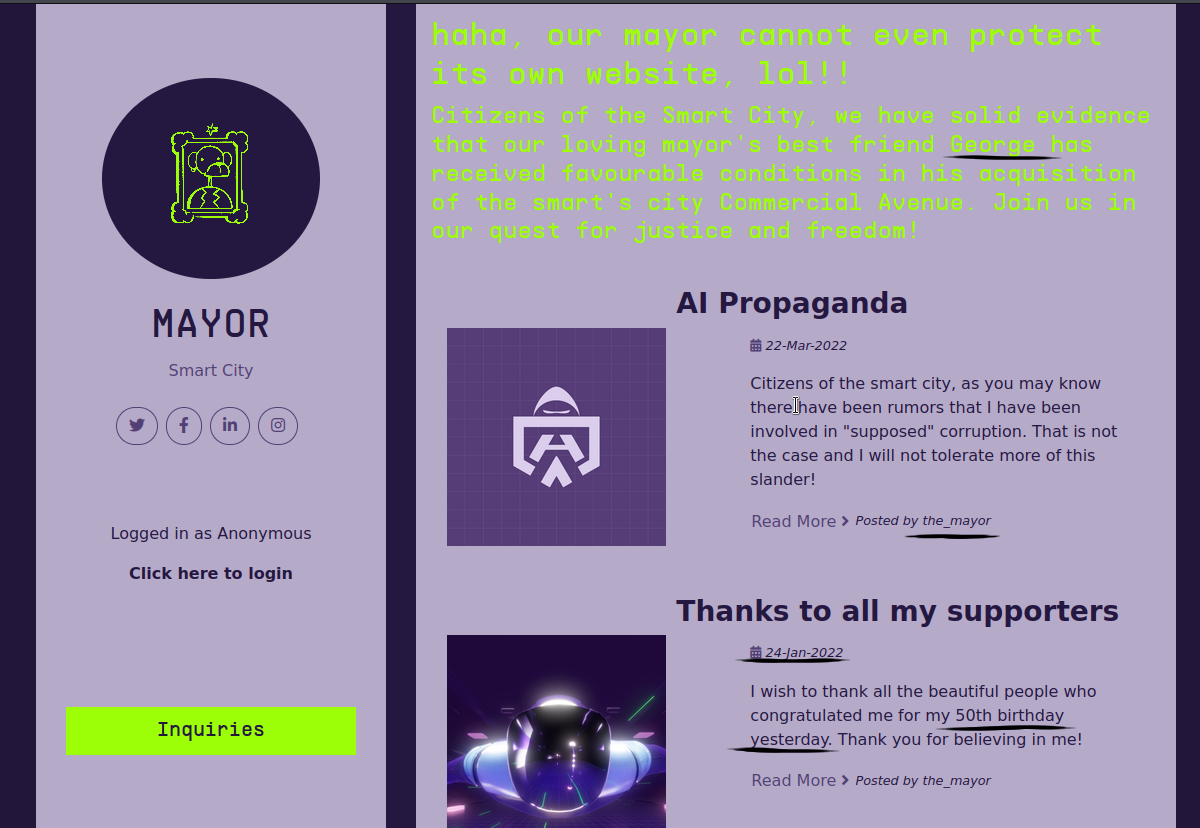 haha, our mayor cannot even protect
its own website, lol!!
Citizens of the Smart City, we have solid evidence
that our loving mayor's best friend George has
received favourable conditions in his acquisition
of the smart's city Commercial Avenue. Join us in
our quest for justice and freedom!
MAYOR
Smart City
Logged in as Anonymous
Click here to login
Inquiries
AI Propaganda
22-Mar-2022
Citizens of the smart city, as you may know
there have been rumors that I have been
involved in "supposed" corruption. That is not
the case and I will not tolerate more of this
slander!
Read More Posted by the_mayor
Thanks to all my supporters
24-Jan-2022
I wish to thank all the beautiful people who
congratulated me for my 50th birthday
yesterday. Thank you for believing in me!
Read More Posted by the_mayor